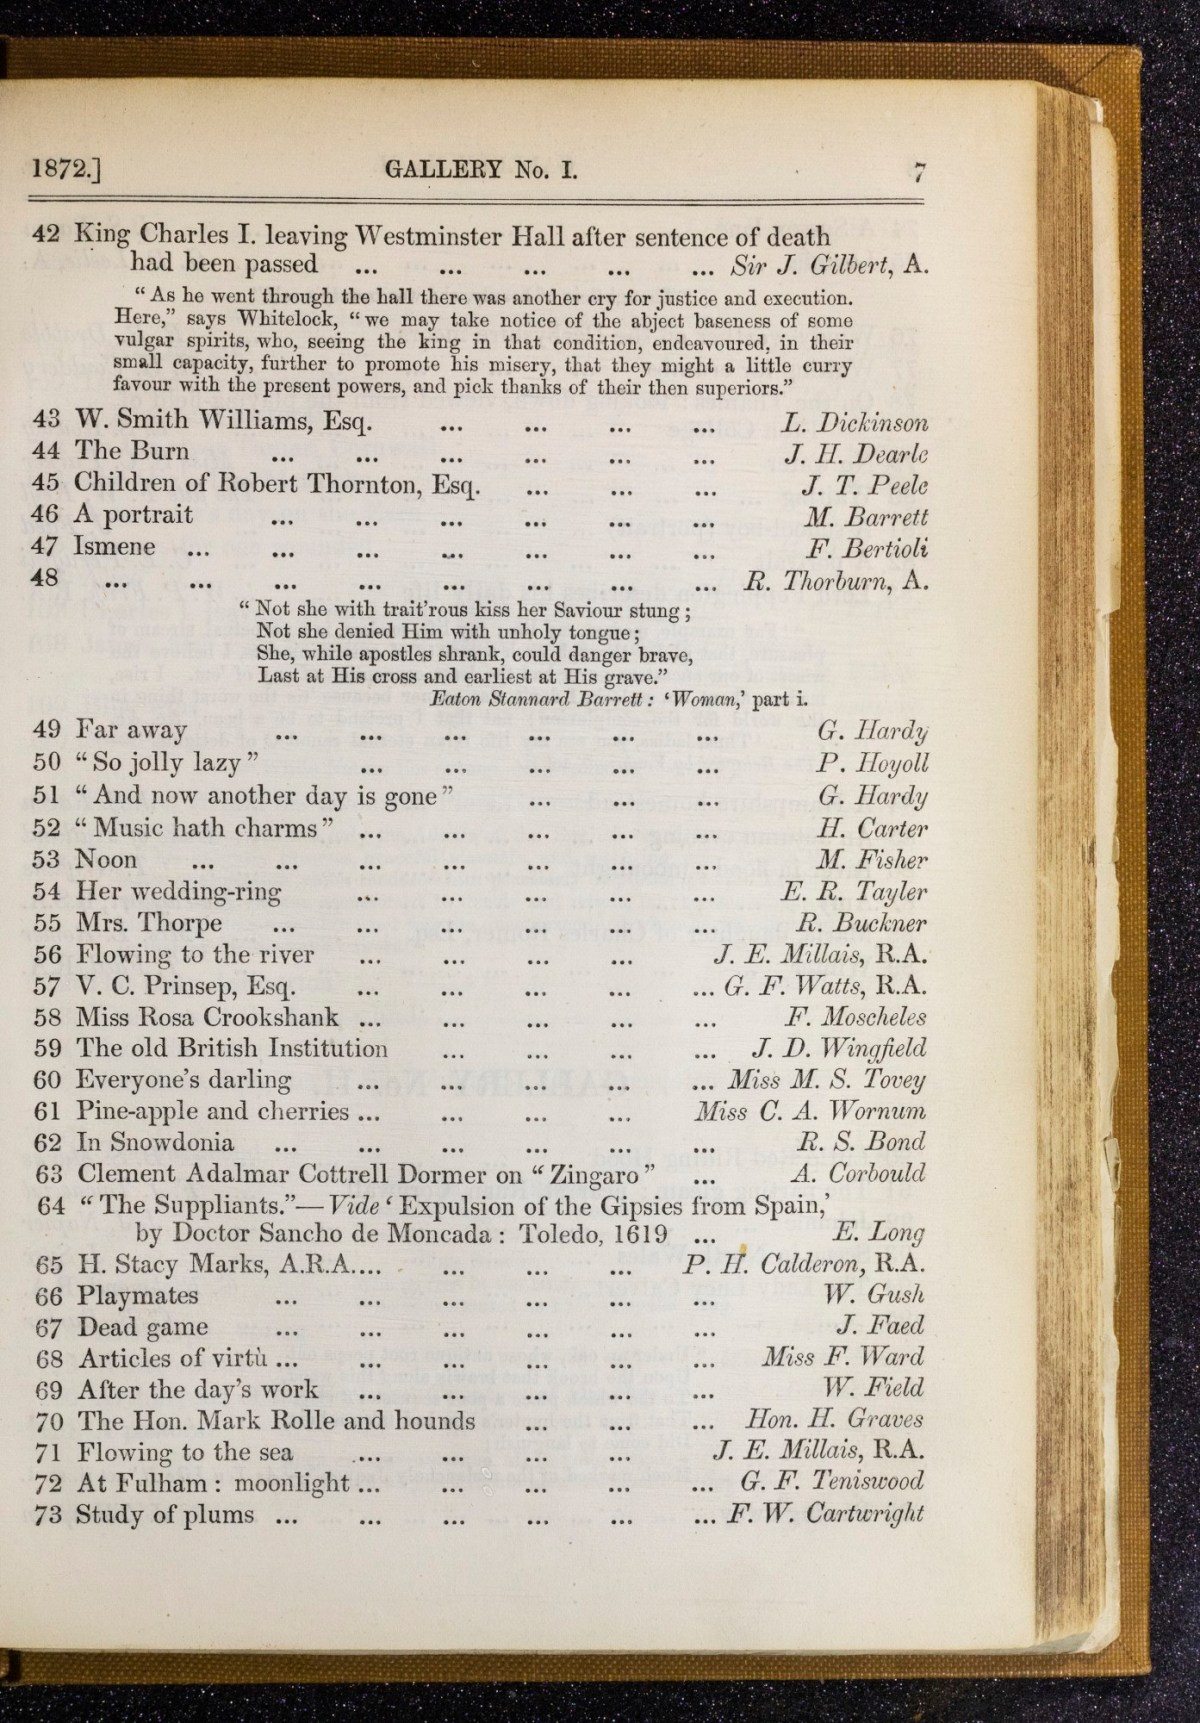 1872.] GALLERY No. I. 7
42 King Charles I. leaving Westminster Hall after sentence of death
had been passed ... ... ... ... ... Sir J. Gilbert, A.
“ As he went through the hall there was another cry for justice and execution.
Here,” says Whitelock, “we may take notice of the abject baseness of some
vulgar spirits, who, seeing the king in that condition, endeavoured, in their
small capacity, further to promote his misery, that they might a little curry
favour with the present powers, and pick thanks of their then superiors.”
43 W. Smith Williams, Esq. ... ... ... ... L. Dickinson
44 The Burn ... ... ... ... ... ... J. H. Dearle
45 Children of Robert Thornton, Esq. ... ... ... J. T. Peele
46 A portrait ... ... ... ... ... ... M. Barrett
47 Ismene ... ... ... ... ... ... ... F. Bertioli
48 ... ... ... ... ... ... ... ... R. Thorburn, A.
“ Not she with trait’rous kiss her Saviour stung ;
Not she denied Him with unholy tongue ;
She, while apostles shrank, could danger brave,
Last at His cross and earliest at His grave.”
Eaton Stannard Barrett : ‘Woman,’ part i.
49 Far away ... ... ... ... ... ... G. Hardy
50 “ So jolly lazy ” ... ... ... ... ... P. Hoyoll
51 “ And now another day is gone ” ... ... ... G. Hardy
52 “ Music hath charms ” ... ... ... ... ... H. Carter
53 Noon ... ... ... ... ... ... ... M. Fisher
54 Her wedding-ring ... ... ... ... ... E. R. Tayler
55 Mrs. Thorpe ... ... ... ... ... ... R. Buckner
56 Flowing to the river ... ... ... ... J. E. Millais, R.A.
57 V. C. Prinsep, Esq. ... ... ... ... ... G. F. Watts, R.A.
58 Miss Rosa Crookshank ... ... ... ... ... F. Moscheles
59 The old British Institution ... ... ... ... J. D. Wingfield
60 Everyone’s darling ... ... ... ... ... Miss M. S. Tovey
61 Pine-apple and cherries ... ... ... ... Miss C. A. Wornum
62 In Snowdonia ... ... ... ... ... ... R. S. Bond
63 Clement Adalmar Cottrell Dormer on “ Zingaro ” ... A. Corbould
64 “ The Suppliants.”—Vide ‘ Expulsion of the Gipsies from Spain,’
by Doctor Sancho de Moncada : Toledo, 1619 ... E. Long
65 H. Stacy Marks, A.R.A.... ... ... ... P. H. Calderon, R.A.
66 Playmates ... ... ... ... ... ... W. Gush
67 Dead game ... ... ... ... ... ... J. Faed
68 Articles of virtù ... ... ... ... ... ... Miss F. Ward
69 After the day’s work ... ... ... ... ... W. Field
70 The Hon. Mark Rolle and hounds ... ... ... Hon. H. Graves
71 Flowing to the sea ... ... ... ... J. E. Millais, R.A.
72 At Fulham : moonlight ... ... ... ... ... G. F. Teniswood
73 Study of plums ... ... ... ... ... ... F. W. Cartwright